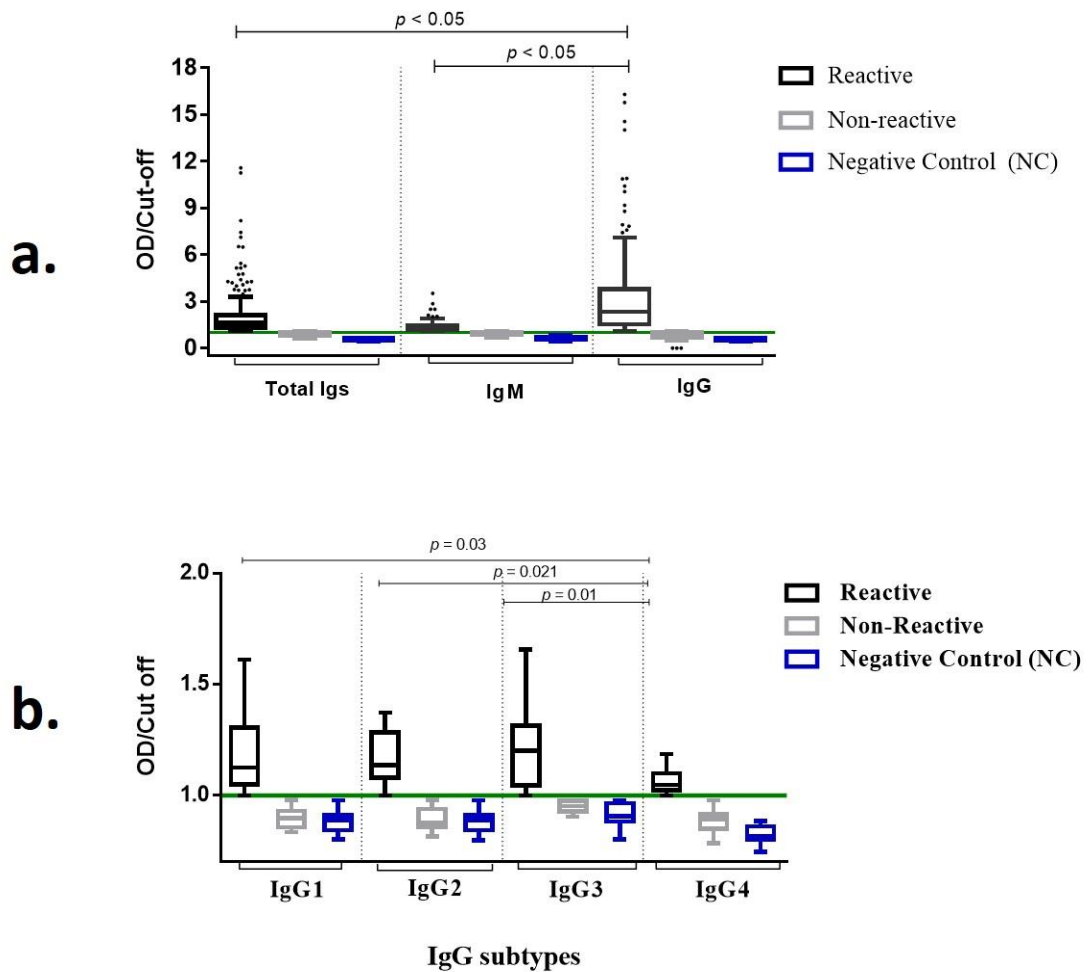 p < 0.05
p < 0.05
18
15
12
9
6
3
0
OD/Cut-off
a.
Reactive
Non-reactive
Negative Control (NC)
Total Igs
IgM
IgG
p = 0.03
p = 0.021
p = 0.01
2.0
1.5
1.0
OD/Cut off
b.
Reactive
Non-Reactive
Negative Control (NC)
IgG1
IgG2
IgG3
IgG4
IgG subtypes